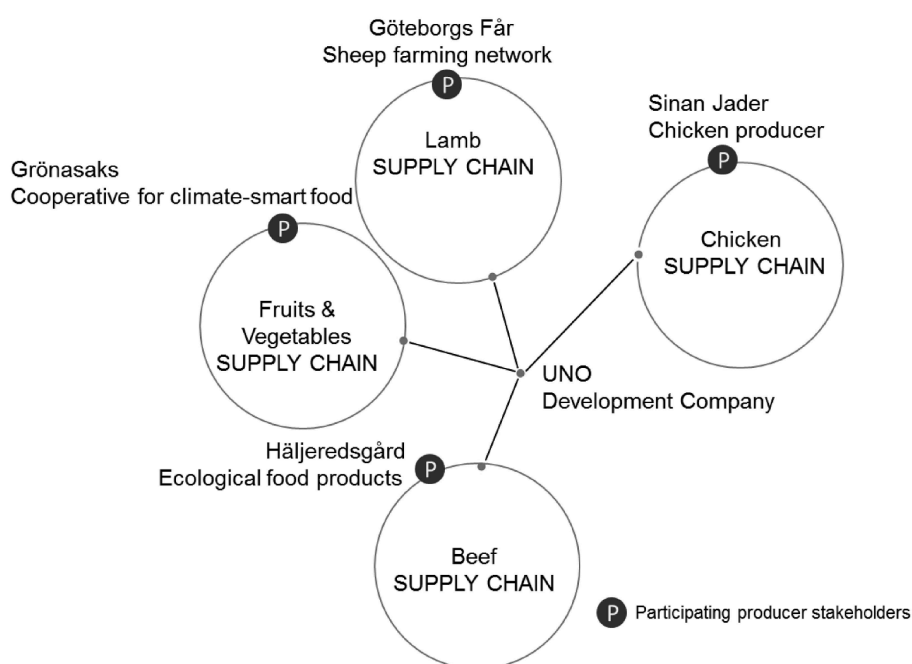 Göteborgs Får
Sheep farming network
P
Lamb
SUPPLY CHAIN
Sinan Jader
Chicken producer
P
Chicken
SUPPLY CHAIN
Grönasaks
Cooperative for climate-smart food
P
Fruits &
Vegetables
SUPPLY CHAIN
UNO
Development Company
Häljeredsgård
Ecological food products
P
Beef
SUPPLY CHAIN
P Participating producer stakeholders